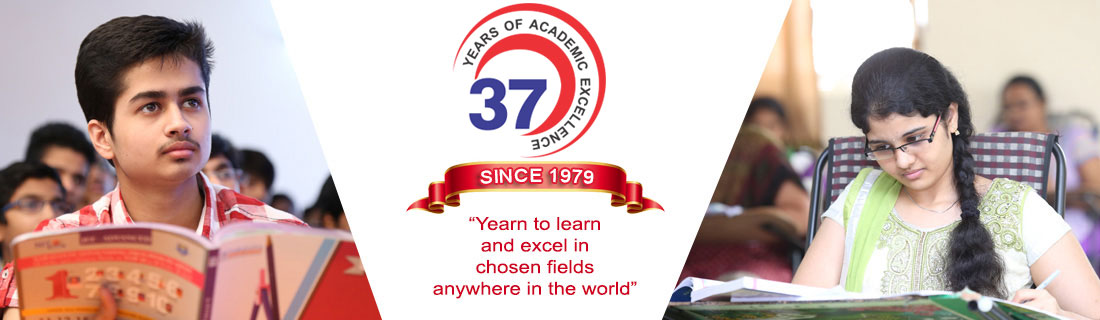 YEARS OF ACADEMIC EXCELLENCE
37
SINCE 1979
“Yearn to learn
and excel in
chosen fields
anywhere in the world”